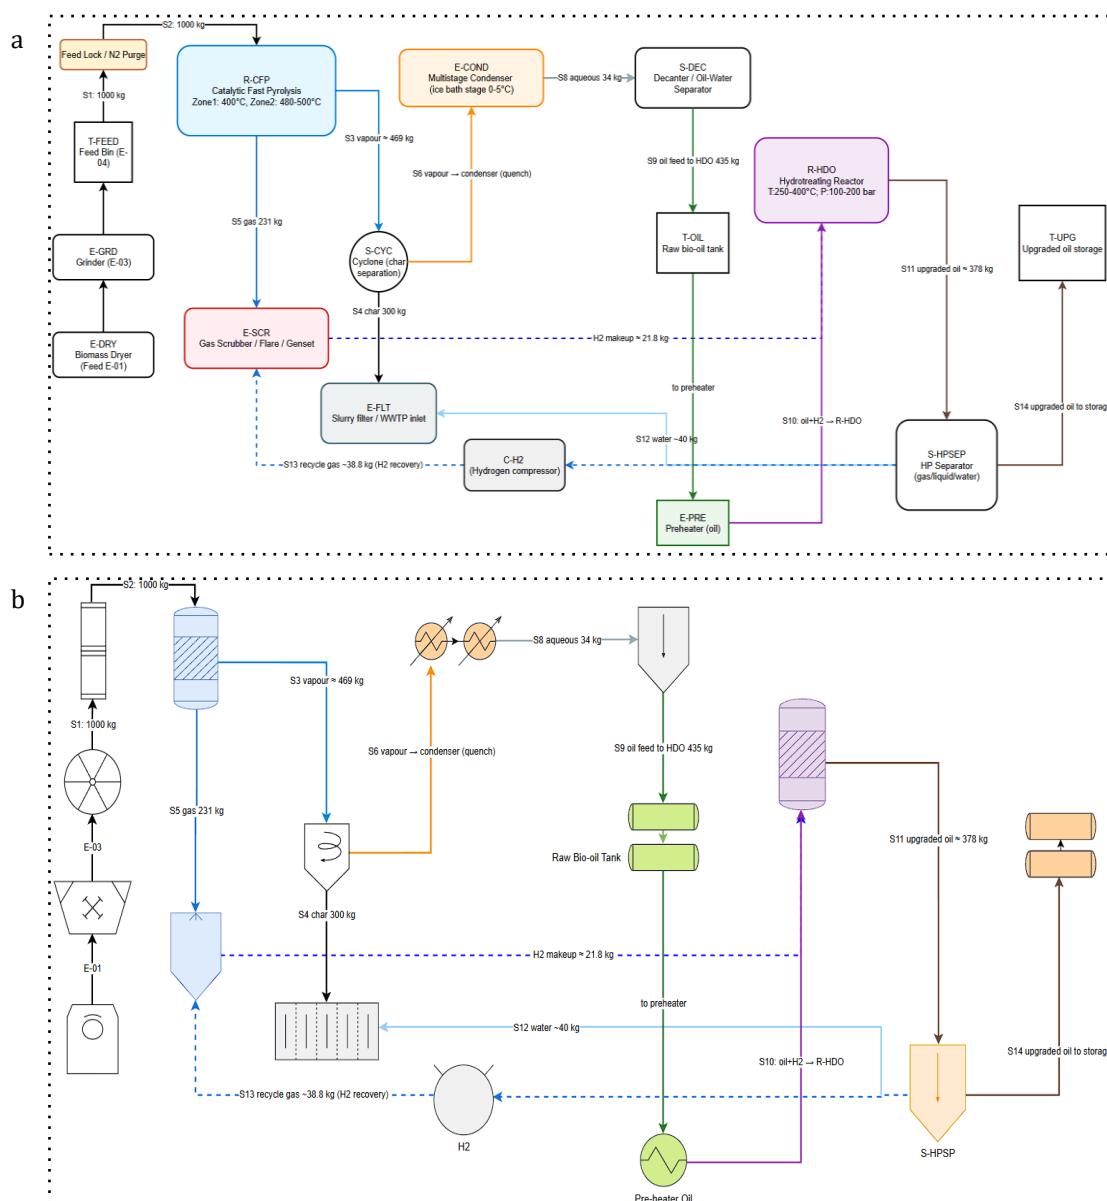 a
S2: 1000 kg
Feed Lock / N2 Purge
S1: 1000 kg
T-FEED
Feed Bin (E-
04)
E-GRD
Grinder (E-03)
E-DRY
Biomass Dryer
(Feed E-01)
R-CFP
Catalytic Fast Pyrolysis
Zone1: 400°C, Zone2: 480-500°C
S3 vapour ≈ 469 kg
S5 gas 231 kg
E-COND
Multistage Condenser
(ice bath stage 0-5°C)
S8 aqueous 34 kg
S-DEC
Decanter / Oil-Water
Separator
S6 vapour → condenser (quench)
S9 oil feed to HDO 435 kg
R-HDO
Hydrotreating Reactor
T:250-400°C; P:100-200 bar
S-CYC
Cyclone (char
separation)
S4 char 300 kg
T-OIL
Raw bio-oil tank
T-UPG
Upgraded oil storage
S11 upgraded oil ≈ 378 kg
E-SCR
Gas Scrubber / Flare / Genset
H2 makeup ≈ 21.8 kg
E-FLT
Slurry filter / WWTP inlet
to preheater
S10: oil+H2 → R-HDO
S14 upgraded oil to storag
S12 water ~40 kg
S13 recycle gas ~38.8 kg (H2 recovery)
C-H2
(Hydrogen compressor)
S-HPSEP
HP Separator
(gas/liquid/water)
E-PRE
Preheater (oil)
b
S2: 1000 kg
S8 aqueous 34 kg
S3 vapour ≈ 469 kg
S1: 1000 kg
S6 vapour → condenser (quench)
S9 oil feed to HDO 435 kg
S5 gas 231 kg
E-03
Raw Bio-oil Tank
S11 upgraded oil ≈ 378 kg
S4 char 300 kg
H2 makeup ≈ 21.8 kg
E-01
to preheater
S12 water ~40 kg
S10: oil+H2 → R-HDO
S14 upgraded oil to storag
S13 recycle gas ~38.8 kg (H2 recovery)
H2
S-HPSP
Pre-heater Oil